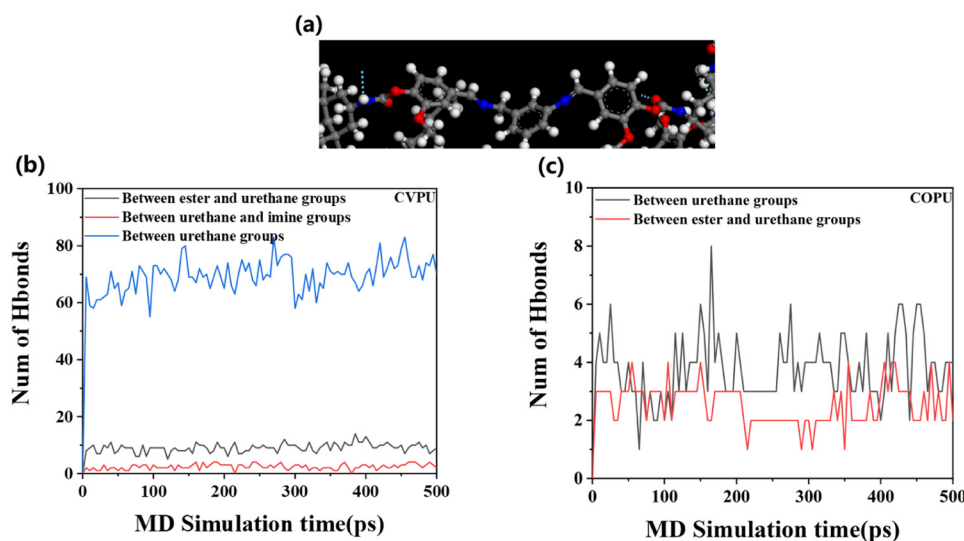 (a)
(b)
100
80
60
40
20
0
Num of Hbonds
Between ester and urethane groups
Between urethane and imine groups
Between urethane groups
CVPU
0
100
200
300
400
500
MD Simulation time(ps)
(c)
10
8
6
4
2
0
Num of Hbonds
Between urethane groups
Between ester and urethane groups
COPU
0
100
200
300
400
500
MD Simulation time(ps)